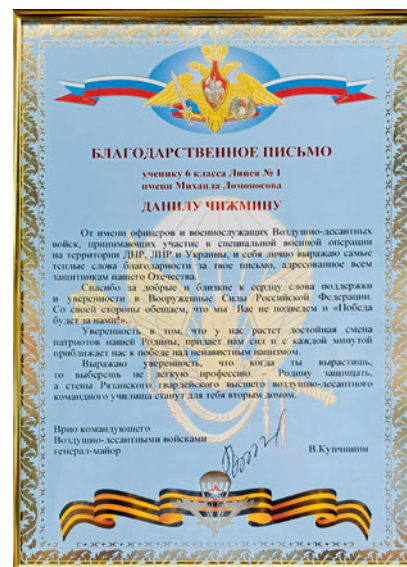 БЛАГОДАРСТВЕННОЕ ПИСЬМО
ученику 6 класса Лицея № 1
имени Михаила Ломоносова
ДАНИЛУ ЧИЖМИНУ
От имени офицеров и военнослужащих Воздушно-десантных
войск, принимающих участие в специальной военной операции
на территории ДНР, ЛНР и Украины, и себя лично выражаю самые
теплые слова благодарности за твое письмо, адресованное всем
защитникам нашего Отечества.
Спасибо за добрые и близкие к сердцу слова поддержки
и уверенности в Вооруженные Силы Российской Федерации.
Со своей стороны обещаем, что мы Вас не подведем и «Победа
будет за нами!».
Уверенность в том, что у нас растет достойная смена
патриотов нашей Родины, придает нам сил и с каждой минутой
приближает нас к победе над ненавистным нацизмом.
Выражаю уверенность, что когда ты вырастишь,
то выберешь не легкую профессию - Родину защищать,
а стены Рязанского гвардейского высшего воздушно-десантного
командного училища станут для тебя вторым домом.
Врио командующего
Воздушно-десантными войсками
генерал-майор В.Купчишин